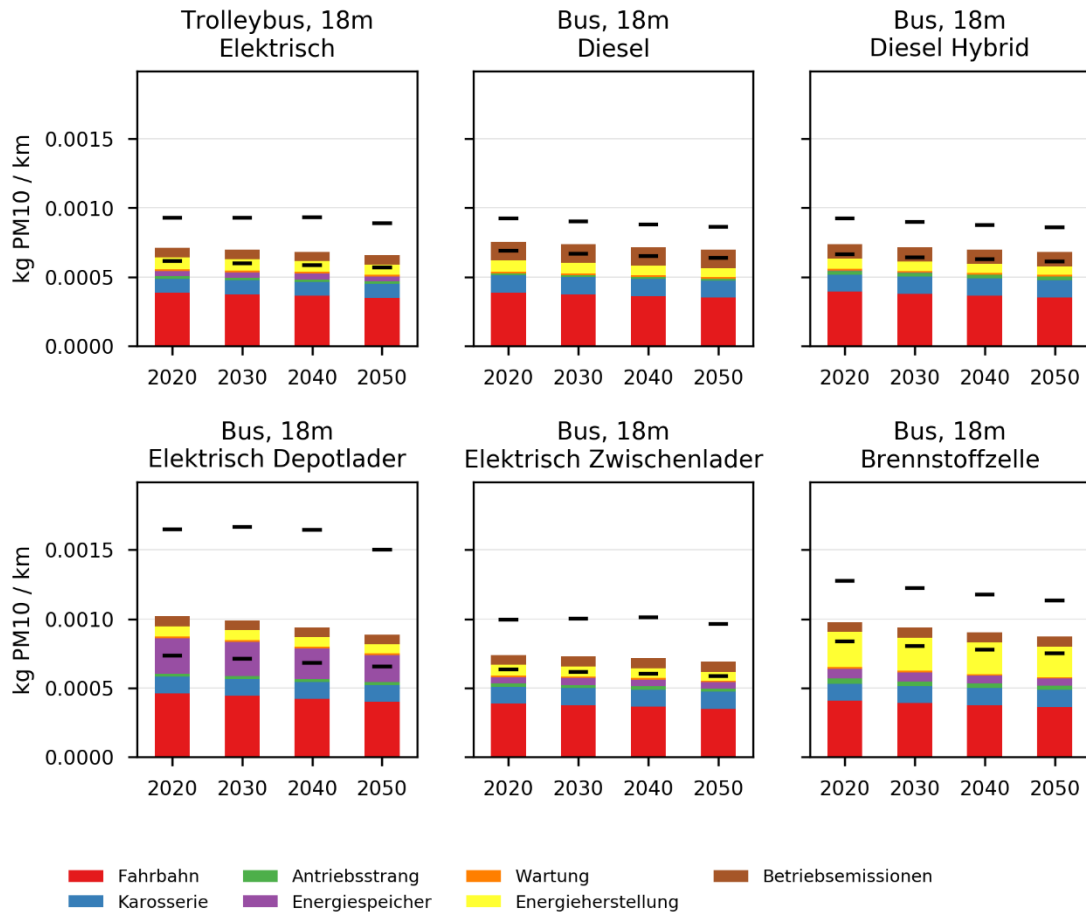 Trolleybus, 18m
Elektrisch
Bus, 18m
Diesel
Bus, 18m
Diesel Hybrid
kg PM10 / km
0.0015
0.0010
0.0005
0.0000
2020 2030 2040 2050
2020 2030 2040 2050
2020 2030 2040 2050
Bus, 18m
Elektrisch Depotlader
Bus, 18m
Elektrisch Zwischenlader
Bus, 18m
Brennstoffzelle
kg PM10 / km
0.0015
0.0010
0.0005
0.0000
2020 2030 2040 2050
2020 2030 2040 2050
2020 2030 2040 2050
Fahrbahn
Karosserie
Antriebsstrang
Energiespeicher
Wartung
Energieherstellung
Betriebsemissionen